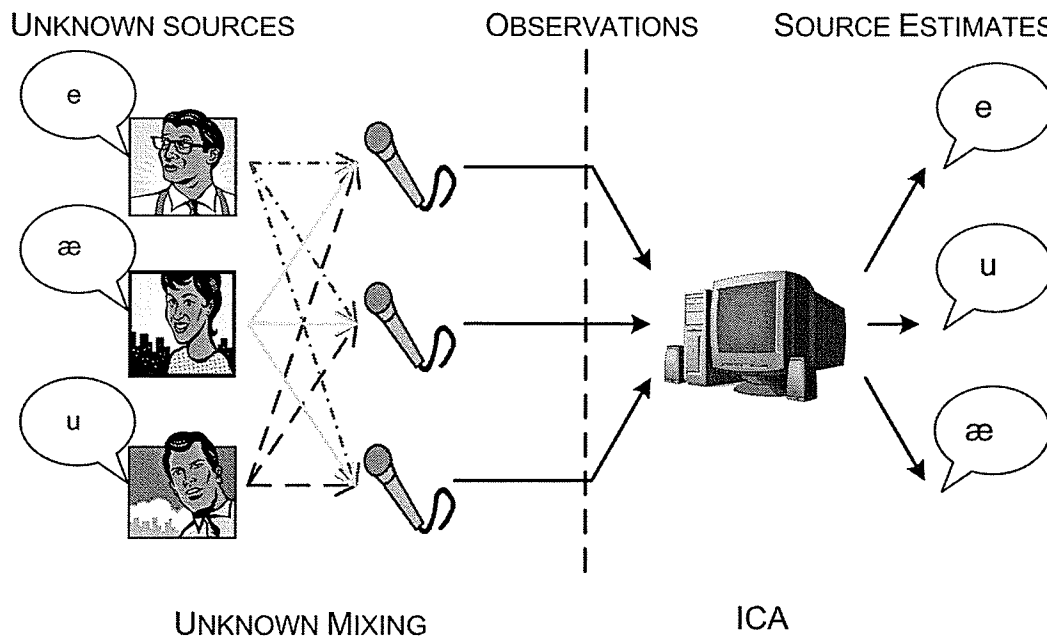 UNKNOWN SOURCES
OBSERVATIONS
SOURCE ESTIMATES
e
e
æ
u
u
æ
UNKNOWN MIXING
ICA